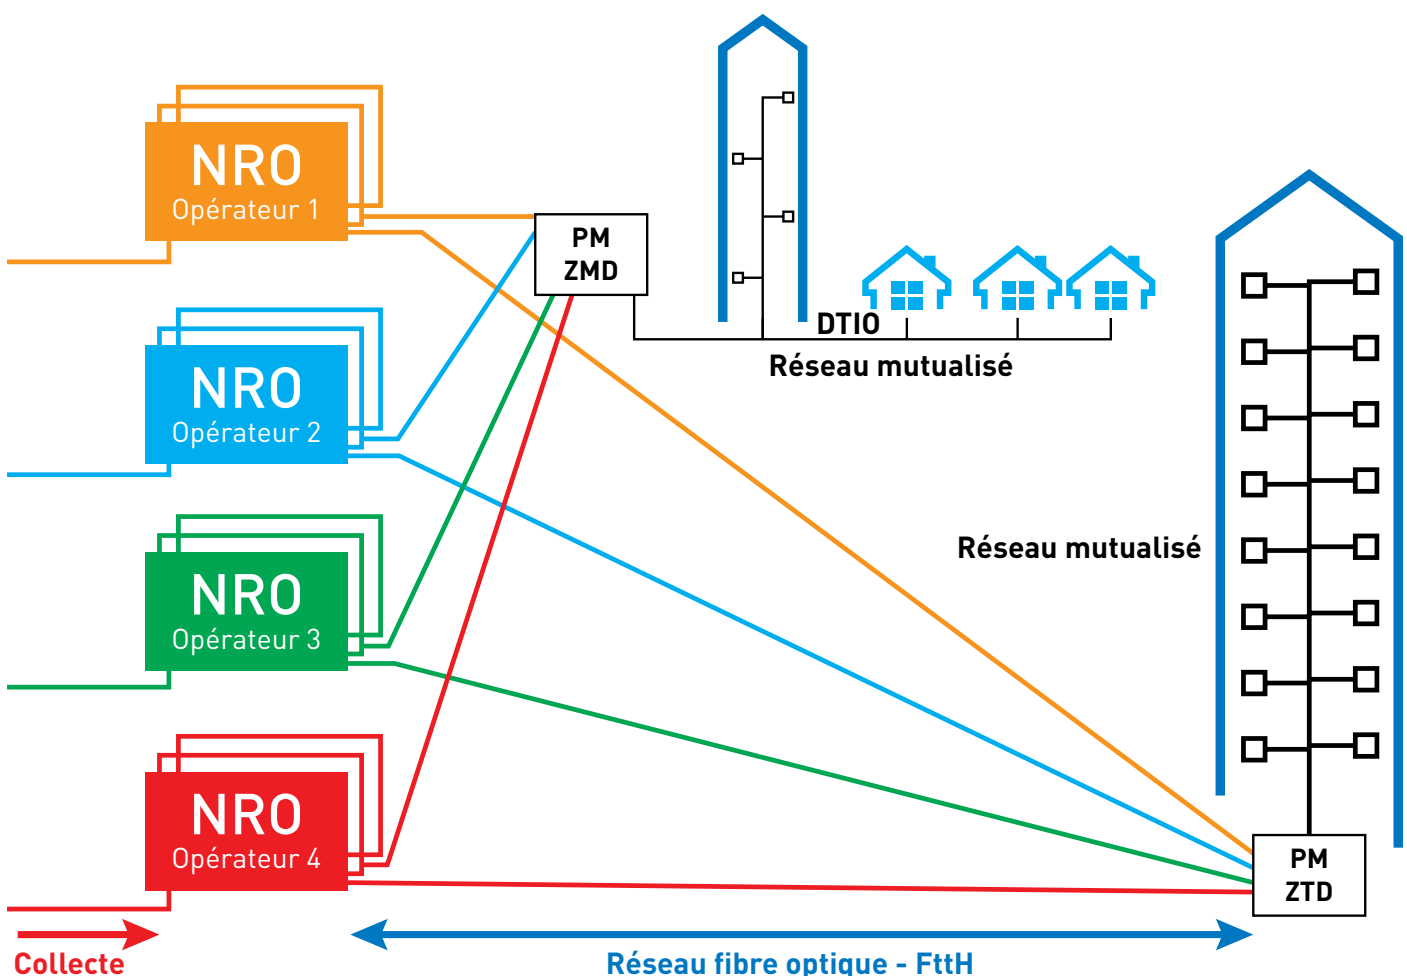 NRO
Opérateur 1
PM
ZMD
DTIO
Réseau mutualisé
NRO
Opérateur 2
Réseau mutualisé
NRO
Opérateur 3
NRO
Opérateur 4
PM
ZTD
Collecte
Réseau fibre optique - FttH